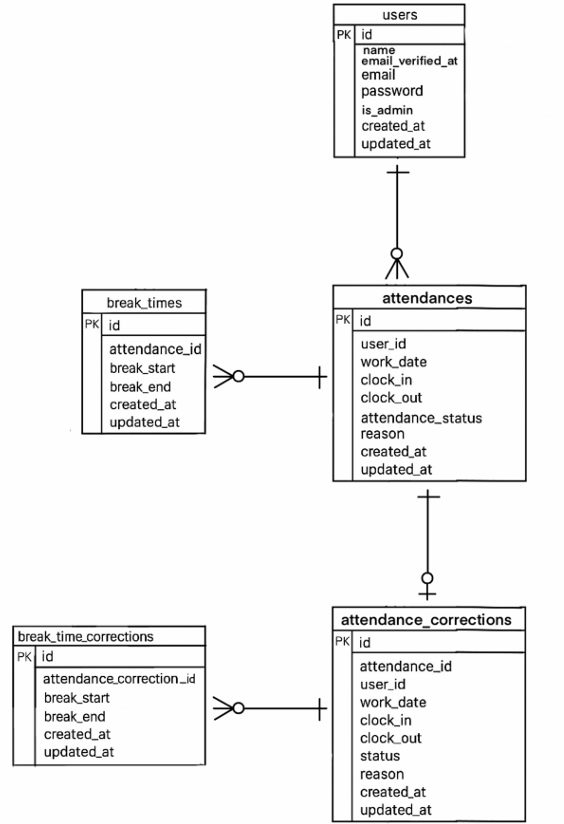 users
PK id
name
email_verified_at
email
password
is_admin
created_at
updated_at
break_times
PK id
attendance_id
break_start
break_end
created_at
updated_at
attendances
PK id
user_id
work_date
clock_in
clock_out
attendance_status
reason
created_at
updated_at
break_time_corrections
PK id
attendance_correction_id
break_start
break_end
created_at
updated_at
attendance_corrections
PK id
attendance_id
user_id
work_date
clock_in
clock_out
status
reason
created_at
updated_at